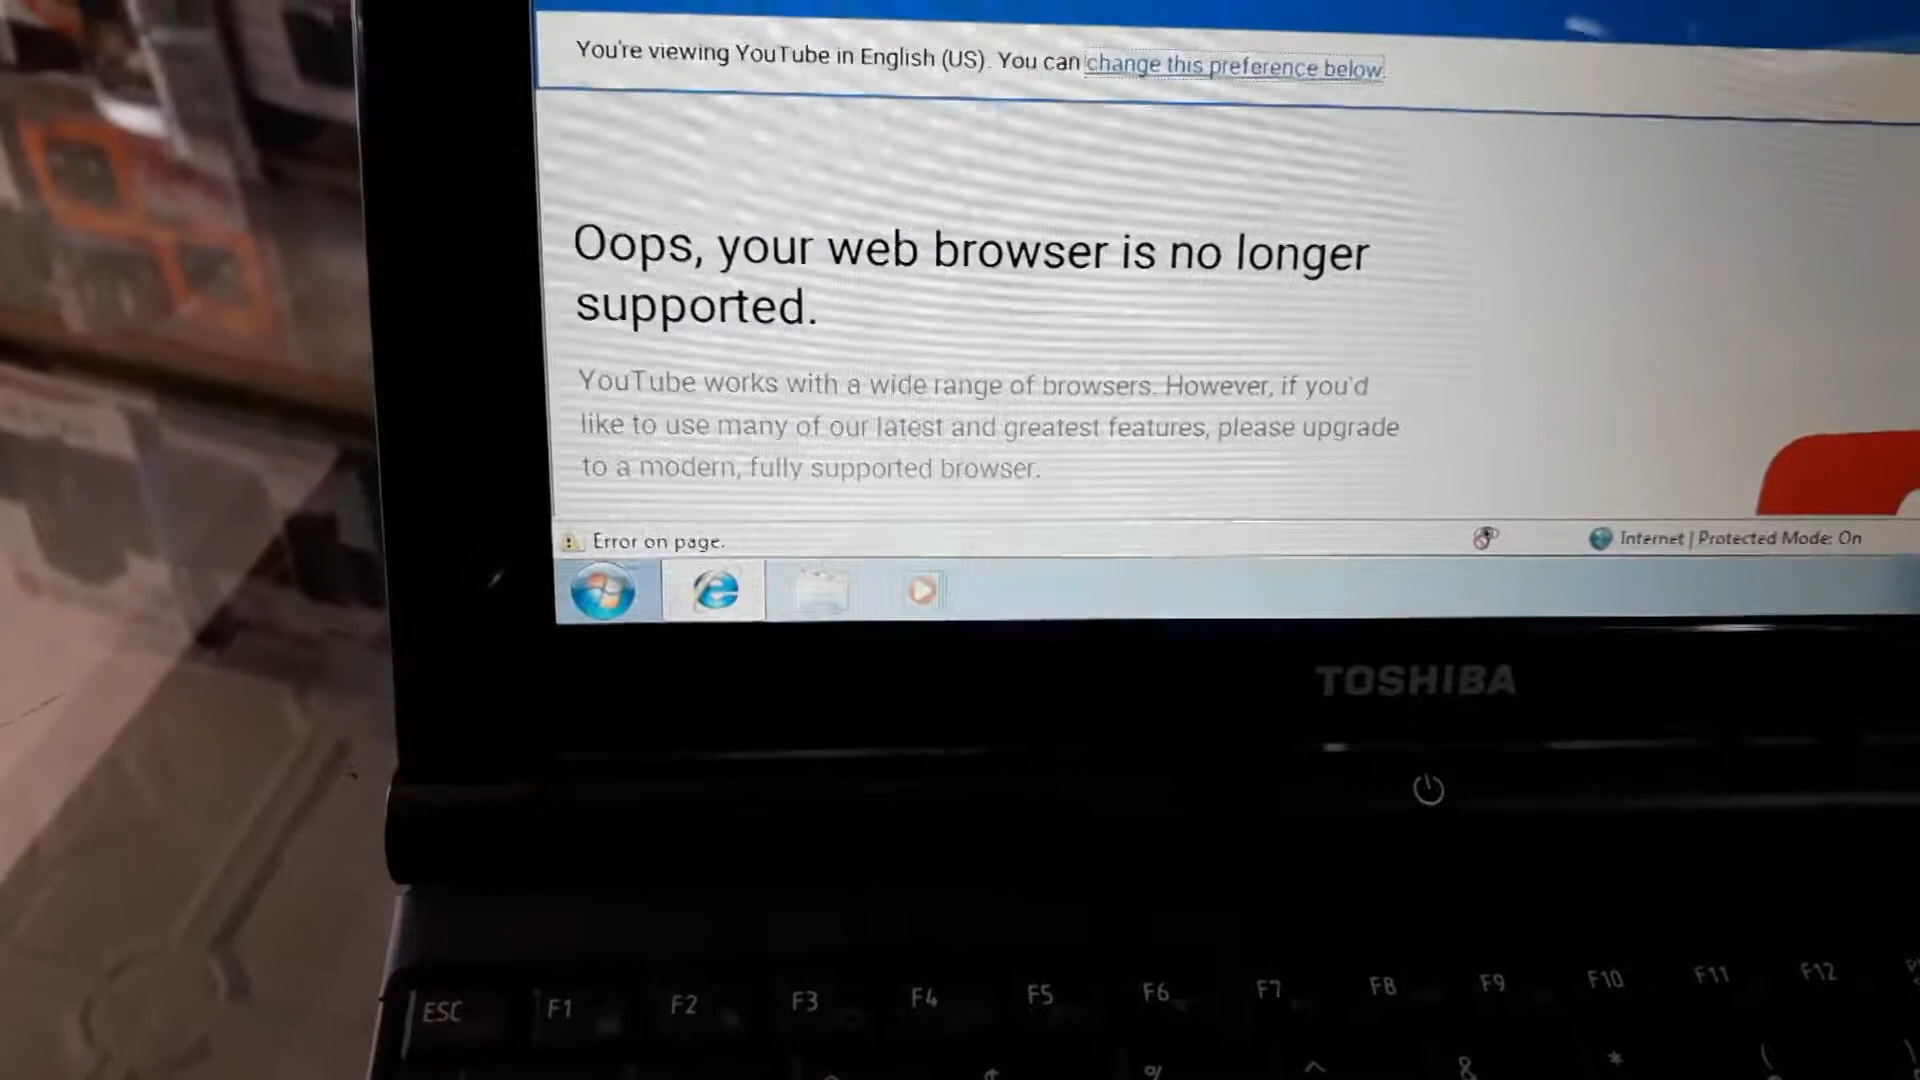 You're viewing YouTube in English (US). You can change this preference below.
Oops, your web browser is no longer
supported.
YouTube works with a wide range of browsers. However, if you'd
like to use many of our latest and greatest features, please upgrade
to a modern, fully supported browser.
Error on page.
Internet | Protected Mode: On
TOSHIBA
ESC F1 F2 F3 F4 F5 F6 F7 F8 F9 F10 F11 F12
% ^ & * (